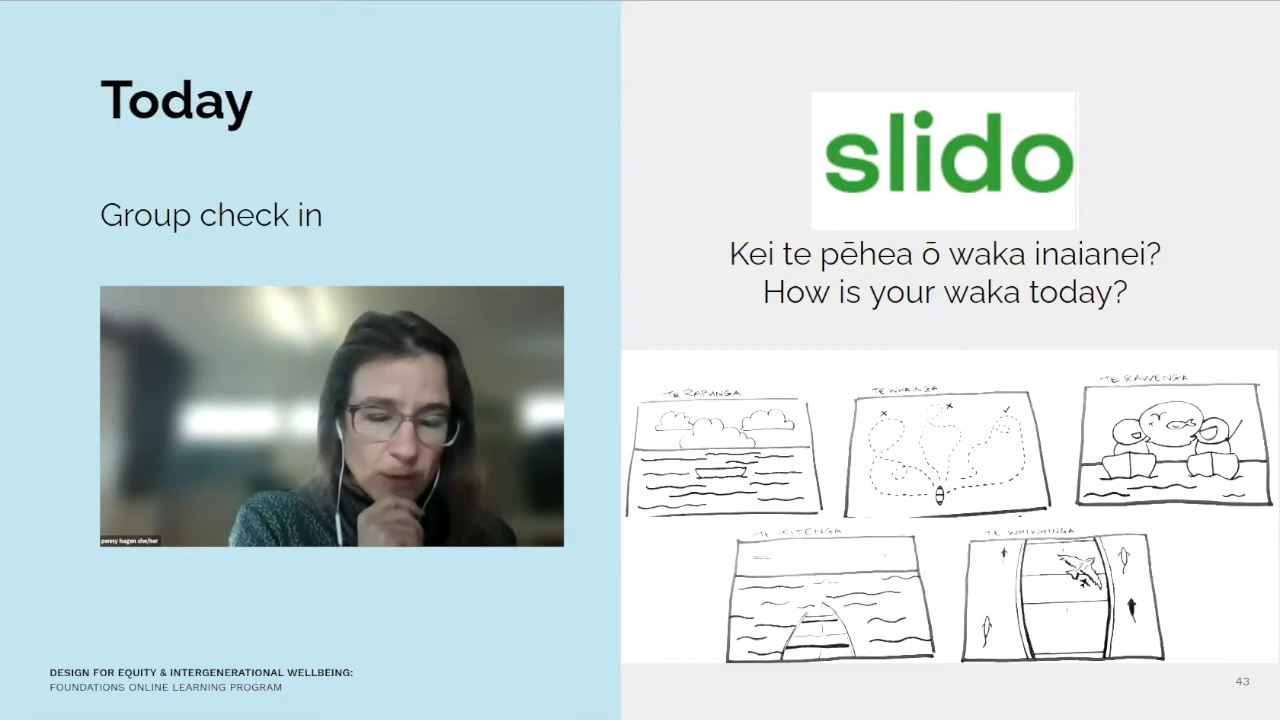 Today
Group check in
penny hagen she/her
DESIGN FOR EQUITY & INTERGENERATIONAL WELLBEING:
FOUNDATIONS ONLINE LEARNING PROGRAM
slido
Kei te pēhea ō waka inaianei?
How is your waka today?
TE RAPUNGA
TE WHAINGA
TE RAWENGA
TE KITENGA
TE WHIWHINGA
43